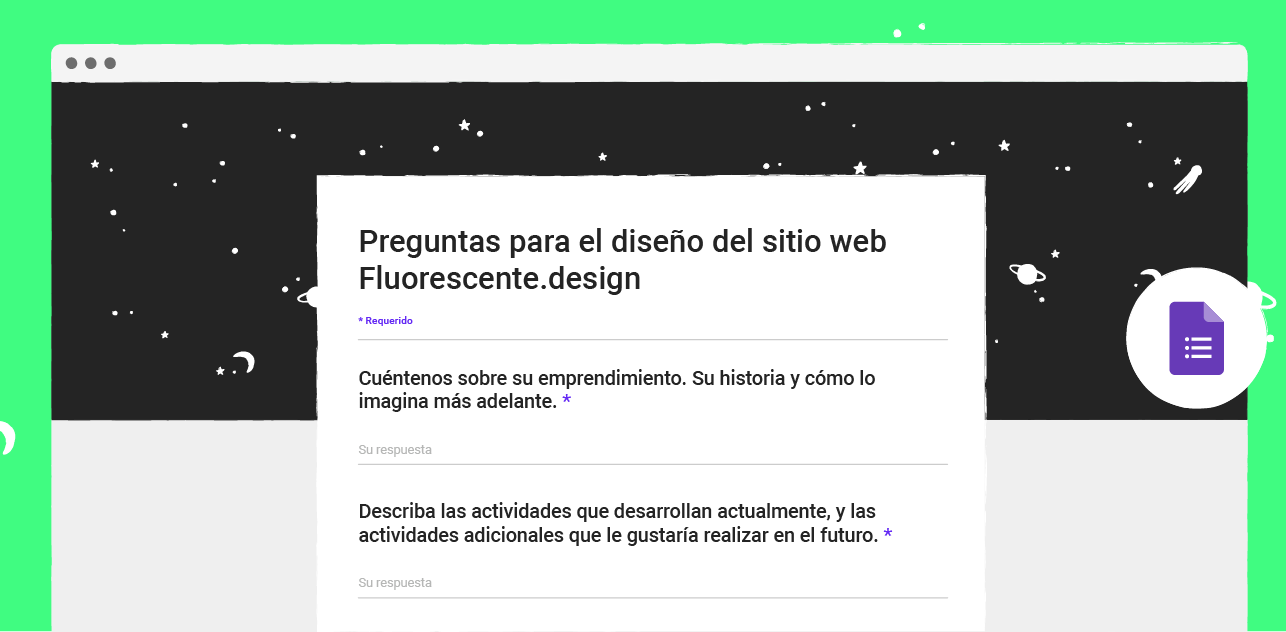 Preguntas para el diseño del sitio web
Fluorescente.design
* Requerido
Cuéntenos sobre su emprendimiento. Su historia y cómo lo
imagina más adelante. *
Su respuesta
Describa las actividades que desarrollan actualmente, y las
actividades adicionales que le gustaría realizar en el futuro. *
Su respuesta